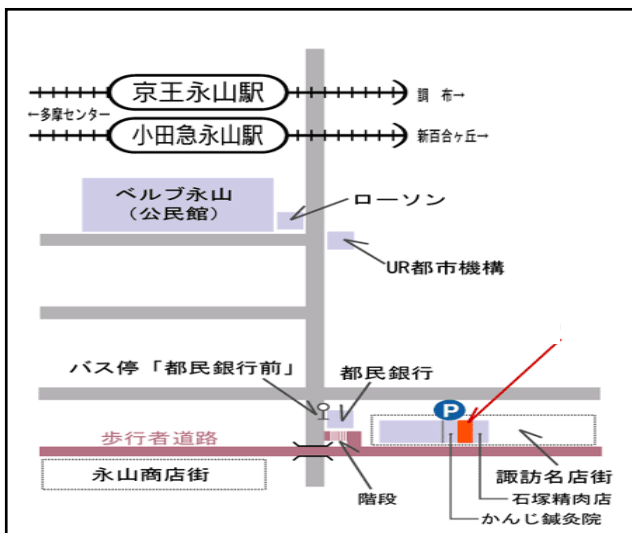 京王永山駅
調 布→
←多摩センター
小田急永山駅
新百合ヶ丘→
ベルブ永山
(公民館)
ローソン
UR都市機構
バス停「都民銀行前」
都民銀行
P
歩行者道路
永山商店街
階段
諏訪名店街
石塚精肉店
かんじ鍼灸院